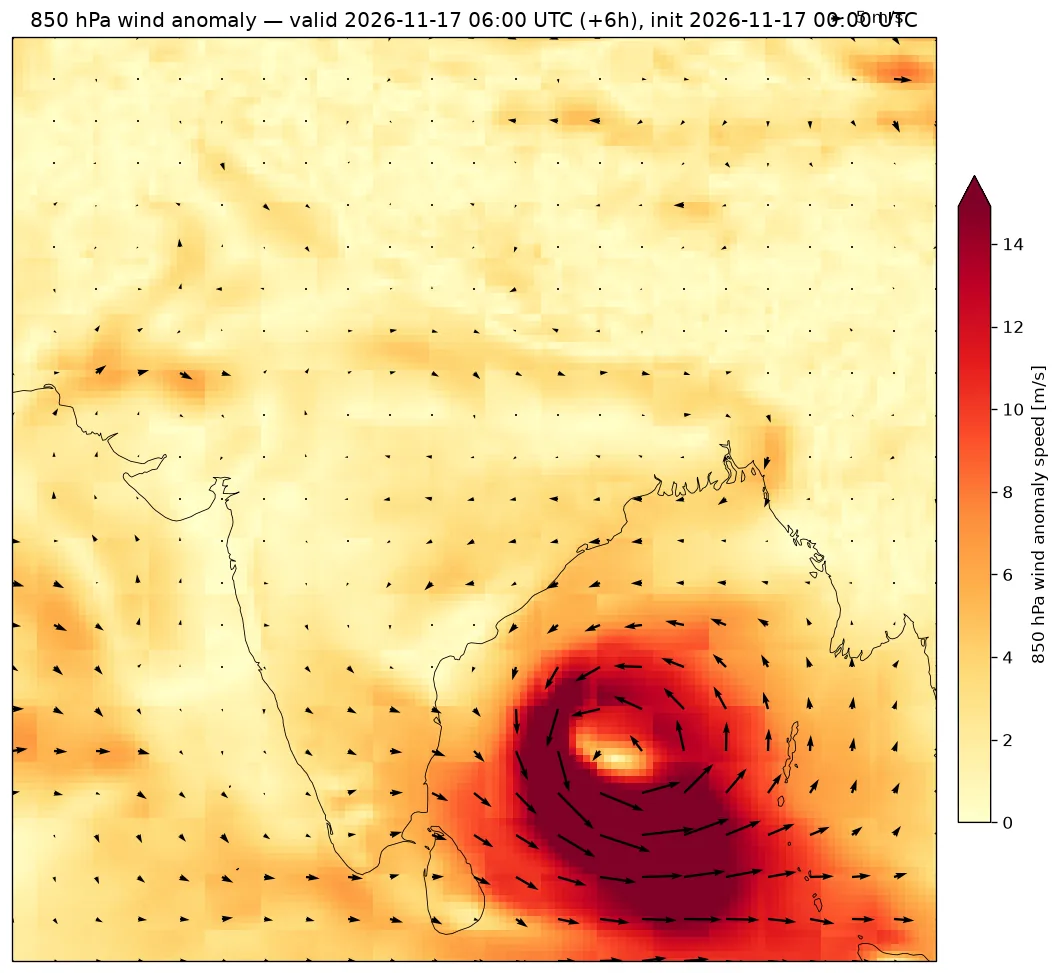 850 hPa wind anomaly — valid 2026-11-17 06:00 UTC (+6h), init 2026-11-17 00:00 UTC
5 m/s
14
12
10
8
6
4
2
0
850 hPa wind anomaly speed [m/s]